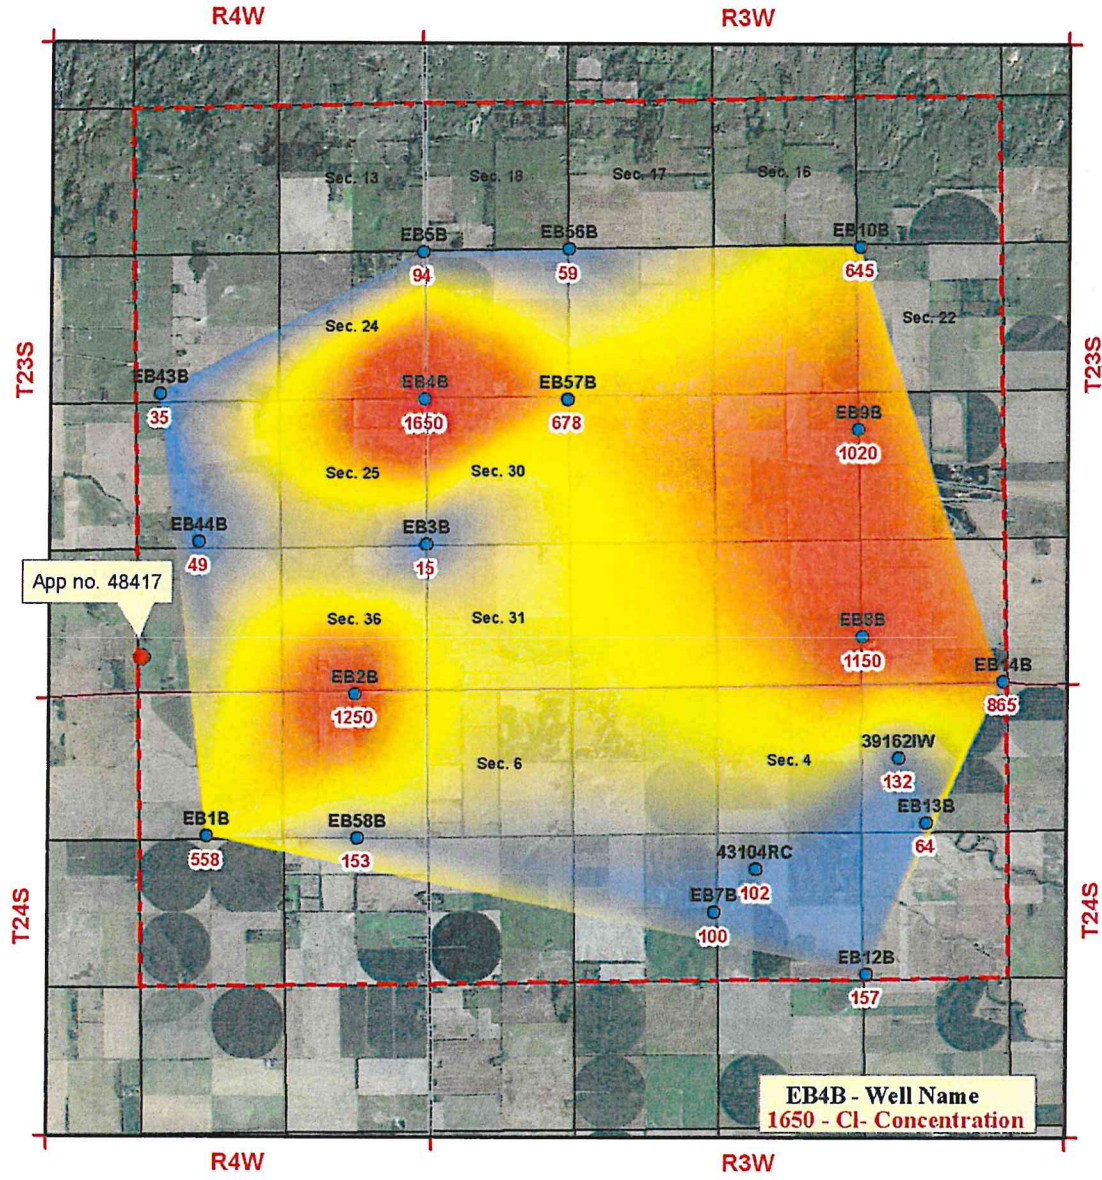 R4W R3W
Sec. 13 Sec. 18 Sec. 17 Sec. 16
EB5B EB56B EB10B
94 59 645
Sec. 24 Sec. 22
T23S T23S
EB43B EB4B EB57B
35 1650 678
EB9B
1020
Sec. 25 Sec. 30
EB44B EB3B
49 15
App no. 48417
Sec. 36 Sec. 31 EB8B
1150
EB2B EB14B
1250 865
39162IW
Sec. 6 Sec. 4
132
EB1B EB58B EB13B
558 153 64
43104RC
102
EB7B
100
T24S T24S
EB12B
157
EB4B - Well Name
1650 - Cl- Concentration
R4W R3W